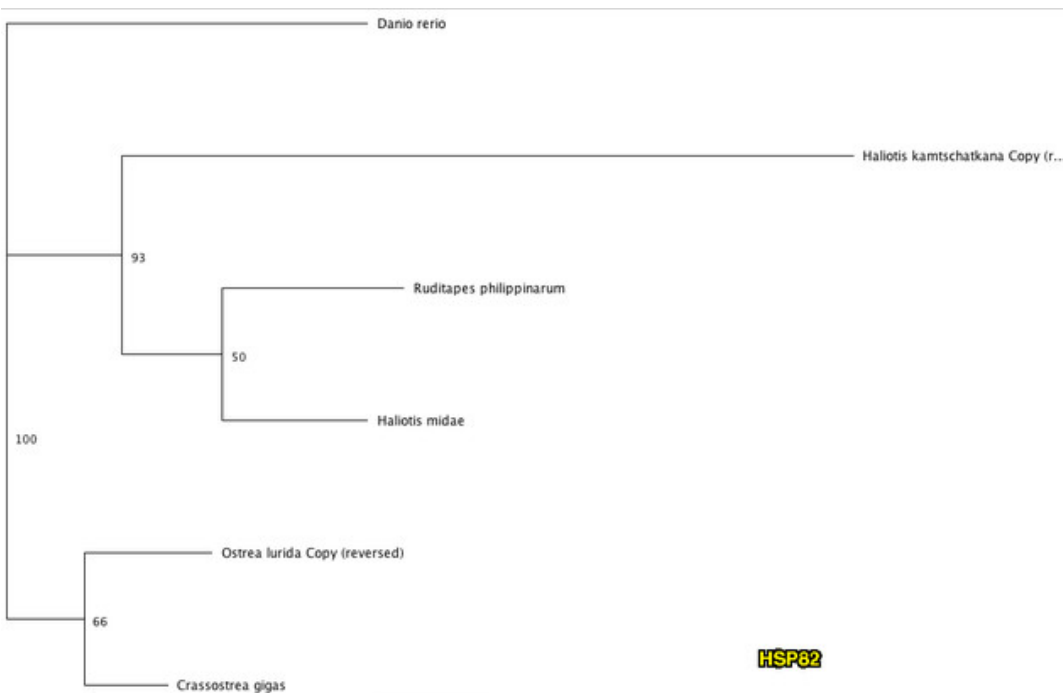 Danio rerio
Haliotis kamtschatkana Copy (r...
93
Ruditapes philippinarum
50
Haliotis midae
100
Ostrea lurida Copy (reversed)
66
HSP82
Crassostrea gigas